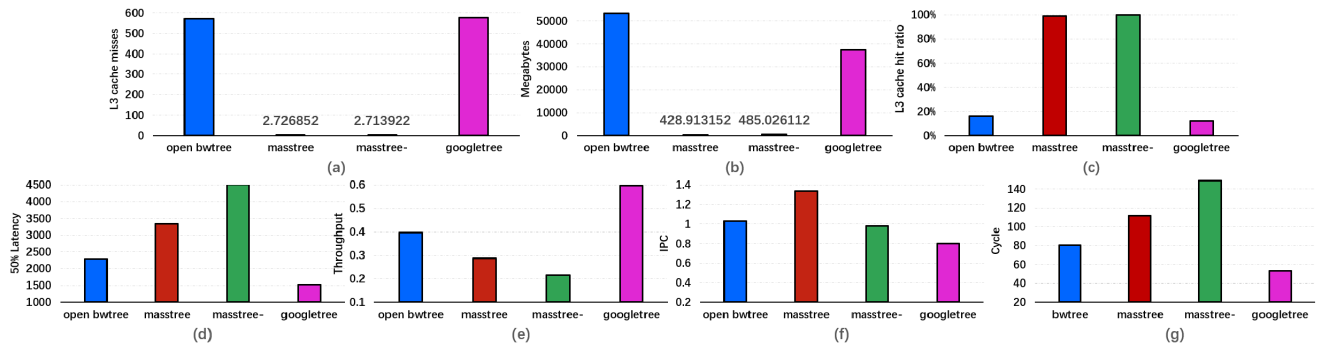 L3 cache misses
600
500
400
300
200
100
0
2.726852
2.713922
open bwtree
masstree
masstree-
googletree
(a)
Megabytes
50000
40000
30000
20000
10000
0
428.913152
485.026112
open bwtree
masstree
masstree-
googletree
(b)
L3 cache hit ratio
100%
80%
60%
40%
20%
0%
open bwtree
masstree
masstree-
googletree
(c)
50% Latency
4500
4000
3500
3000
2500
2000
1500
1000
open bwtree
masstree
masstree-
googletree
(d)
Throughput
0.6
0.5
0.4
0.3
0.2
0.1
open bwtree
masstree
masstree-
googletree
(e)
IPC
1.4
1.2
1
0.8
0.6
0.4
0.2
open bwtree
masstree
masstree-
googletree
(f)
Cycle
140
120
100
80
60
40
20
bwtree
masstree
masstree-
googletree
(g)